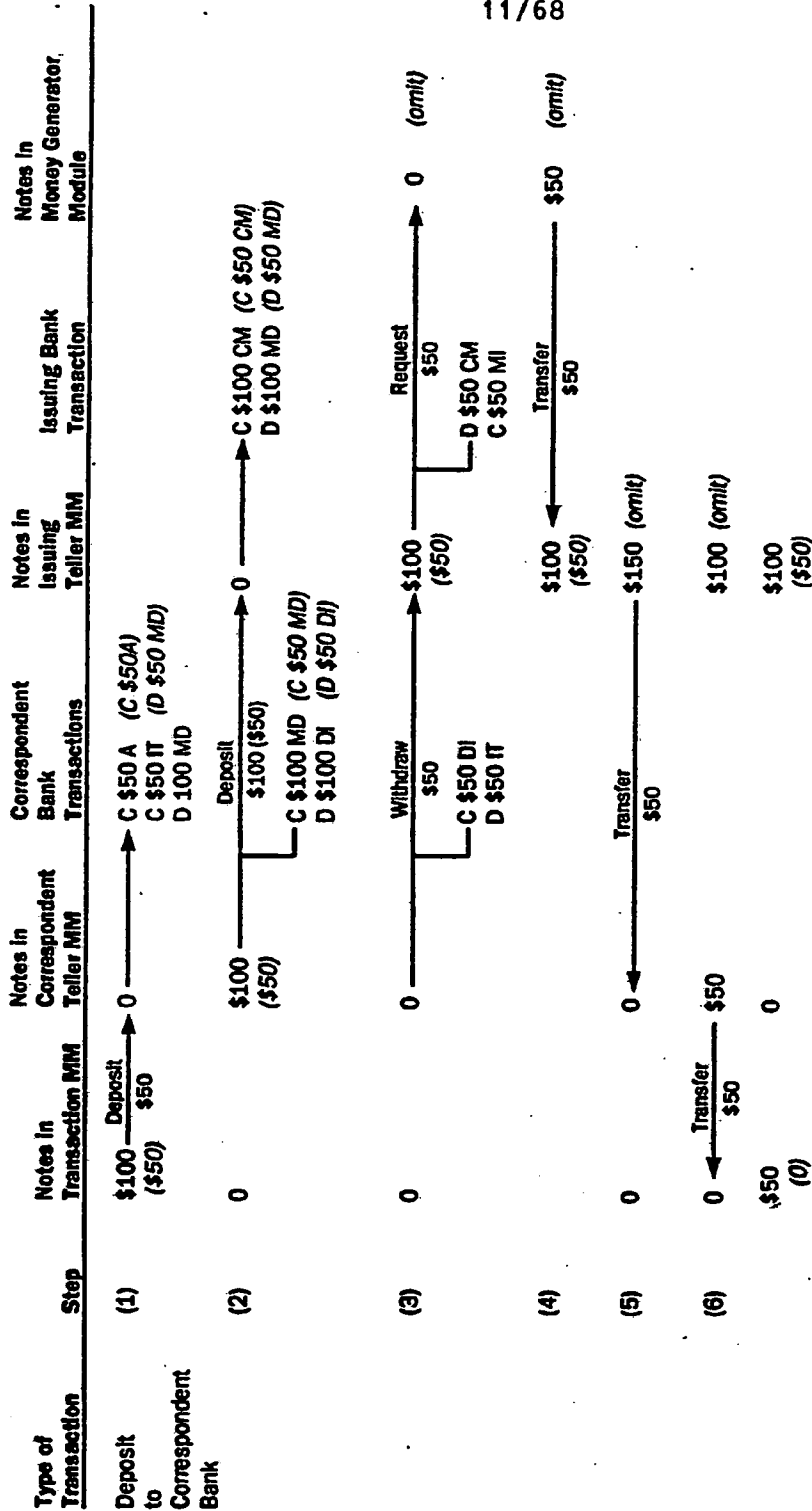 11/68
Type of Transaction
Step
Notes in Transaction MM
Notes in Correspondent Teller MM
Correspondent Bank Transactions
Notes in Issuing Teller MM
Issuing Bank Transaction
Notes in Money Generator Module
Deposit to Correspondent Bank
(1)
$100 ($50)
Deposit $50
0
C $50 A (C $50A)
C $50 IT (D $50 MD)
D 100 MD
(2)
0
$100 ($50)
Deposit $100 ($50)
C $100 MD (C $50 MD)
D $100 DI (D $50 DI)
0
C $100 CM (C $50 CM)
D $100 MD (D $50 MD)
(3)
0
0
Withdraw $50
C $50 DI
D $50 IT
$100 ($50)
Request $50
D $50 CM
C $50 MI
0 (omit)
(4)
$100 ($50)
Transfer $50
$50 (omit)
(5)
0
0
Transfer $50
$150 (omit)
(6)
0
Transfer $50
$50
$100 (omit)
$50 (0)
0
$100 ($50)